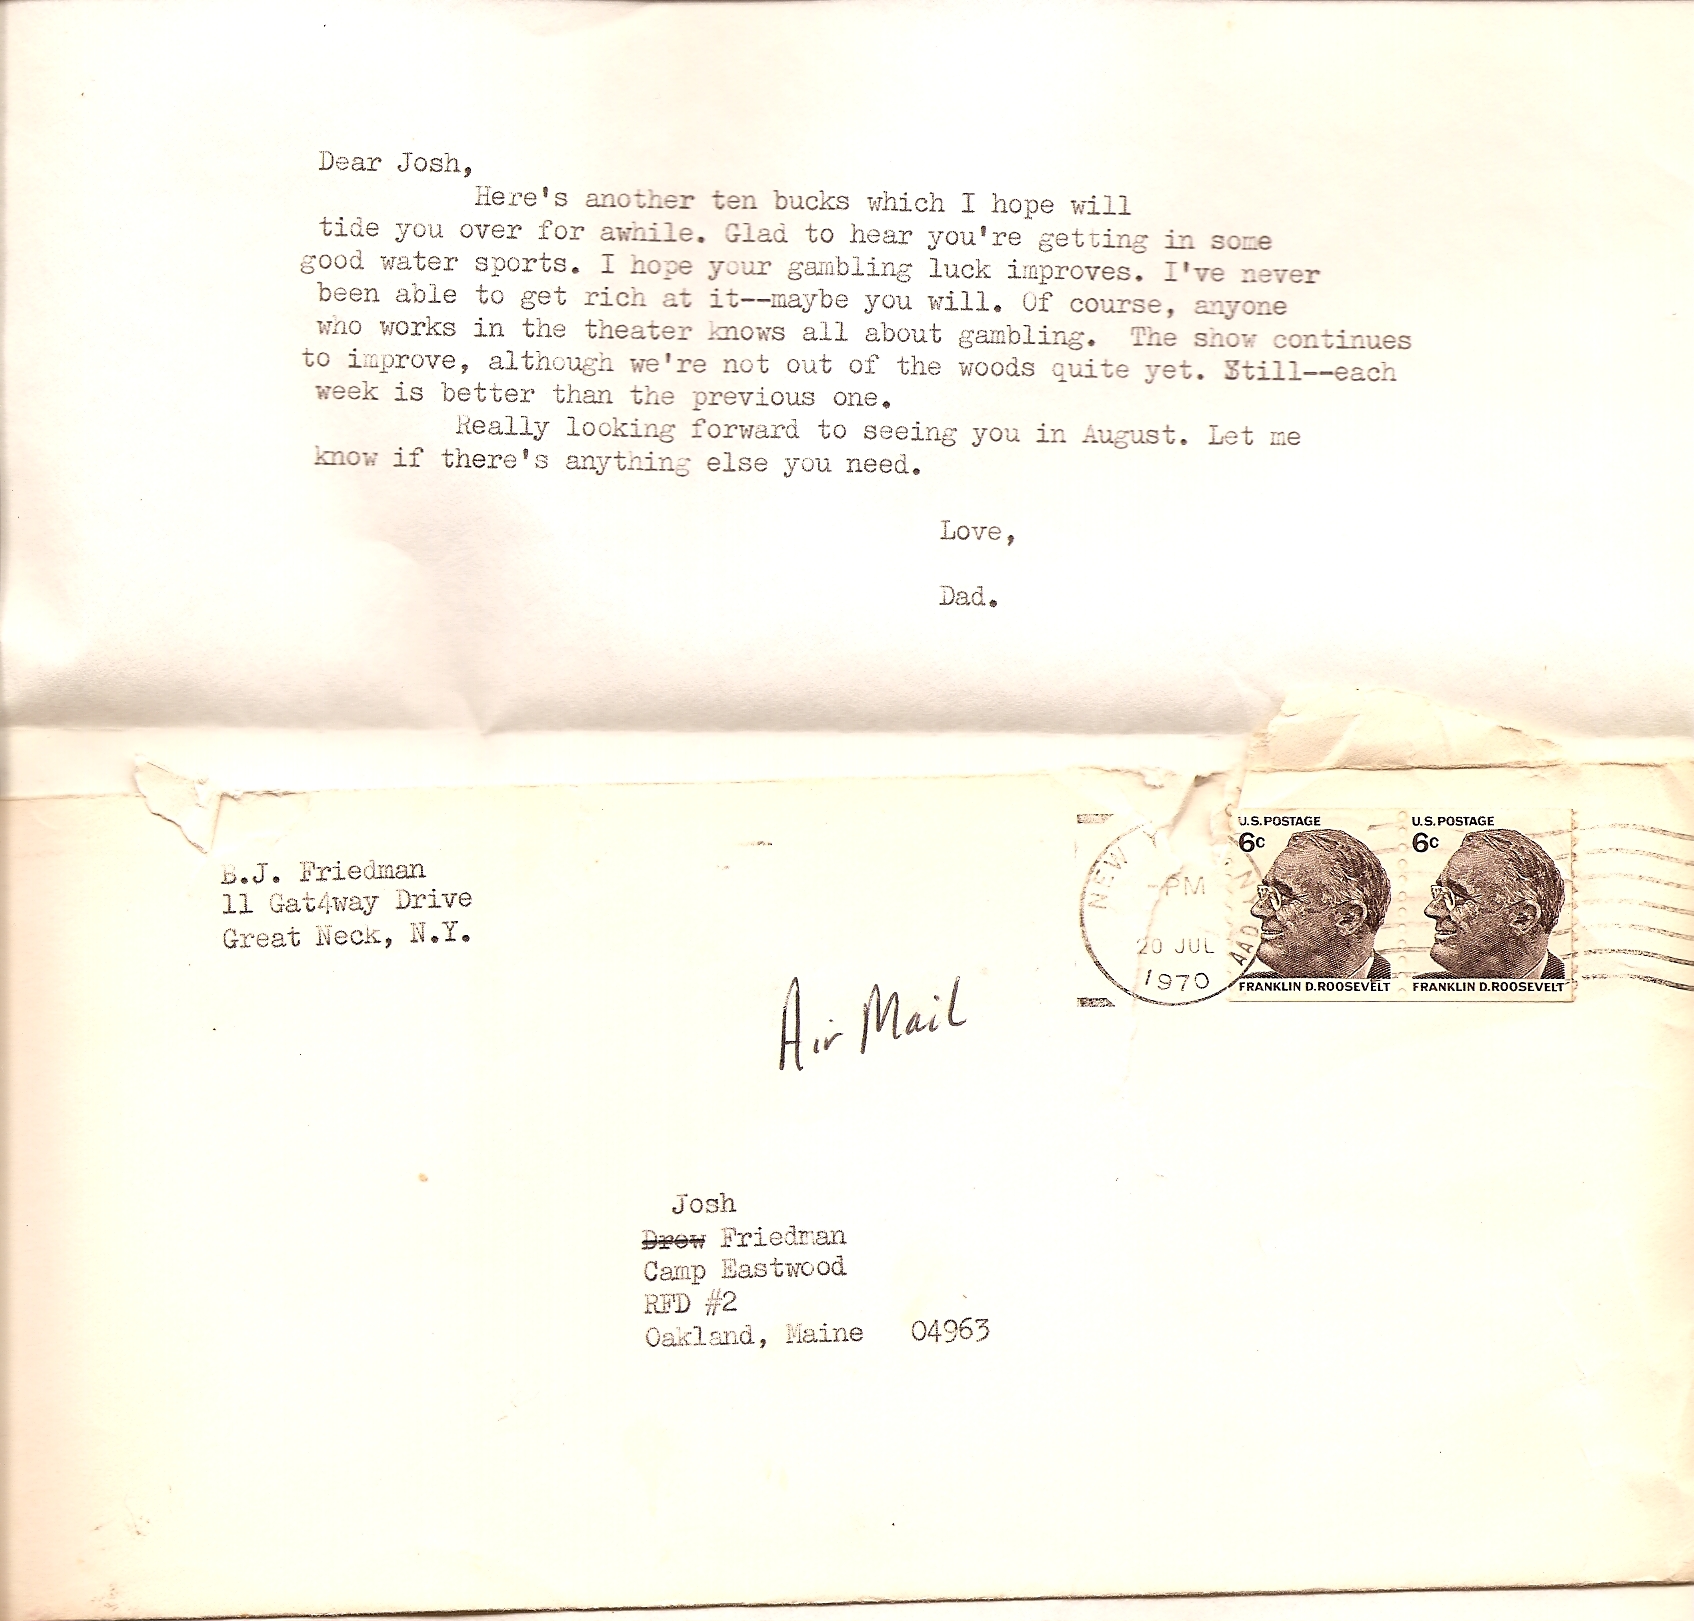 Dear Josh,
Here's another ten bucks which I hope will
tide you over for awhile. Glad to hear you're getting in some
good water sports. I hope your gambling luck improves. I've never
been able to get rich at it--maybe you will. Of course, anyone
who works in the theater knows all about gambling. The show continues
to improve, although we're not out of the woods quite yet. Still--each
week is better than the previous one.
Really looking forward to seeing you in August. Let me
know if there's anything else you need.
Love,
Dad.
B.J. Friedman
11 Gat4way Drive
Great Neck, N.Y.
NEW
PM
20 JUL
1970
U.S. POSTAGE
6c
FRANKLIN D. ROOSEVELT
U.S. POSTAGE
6c
FRANKLIN D. ROOSEVELT
Air Mail
Josh
Drew Friedman
Camp Eastwood
RFD #2
Oakland, Maine 04963